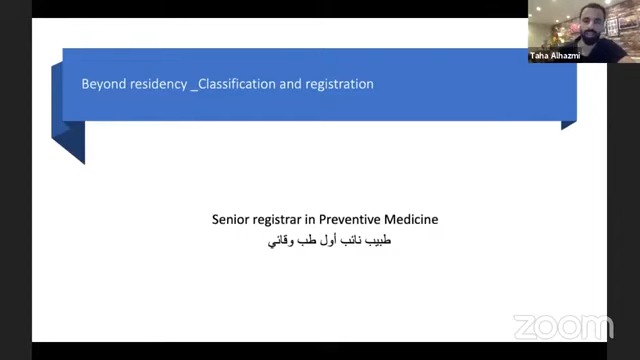 Taha Alhazmi
Beyond residency _Classification and registration
Senior registrar in Preventive Medicine
طبيب نائب أول طب وقائي
zoom